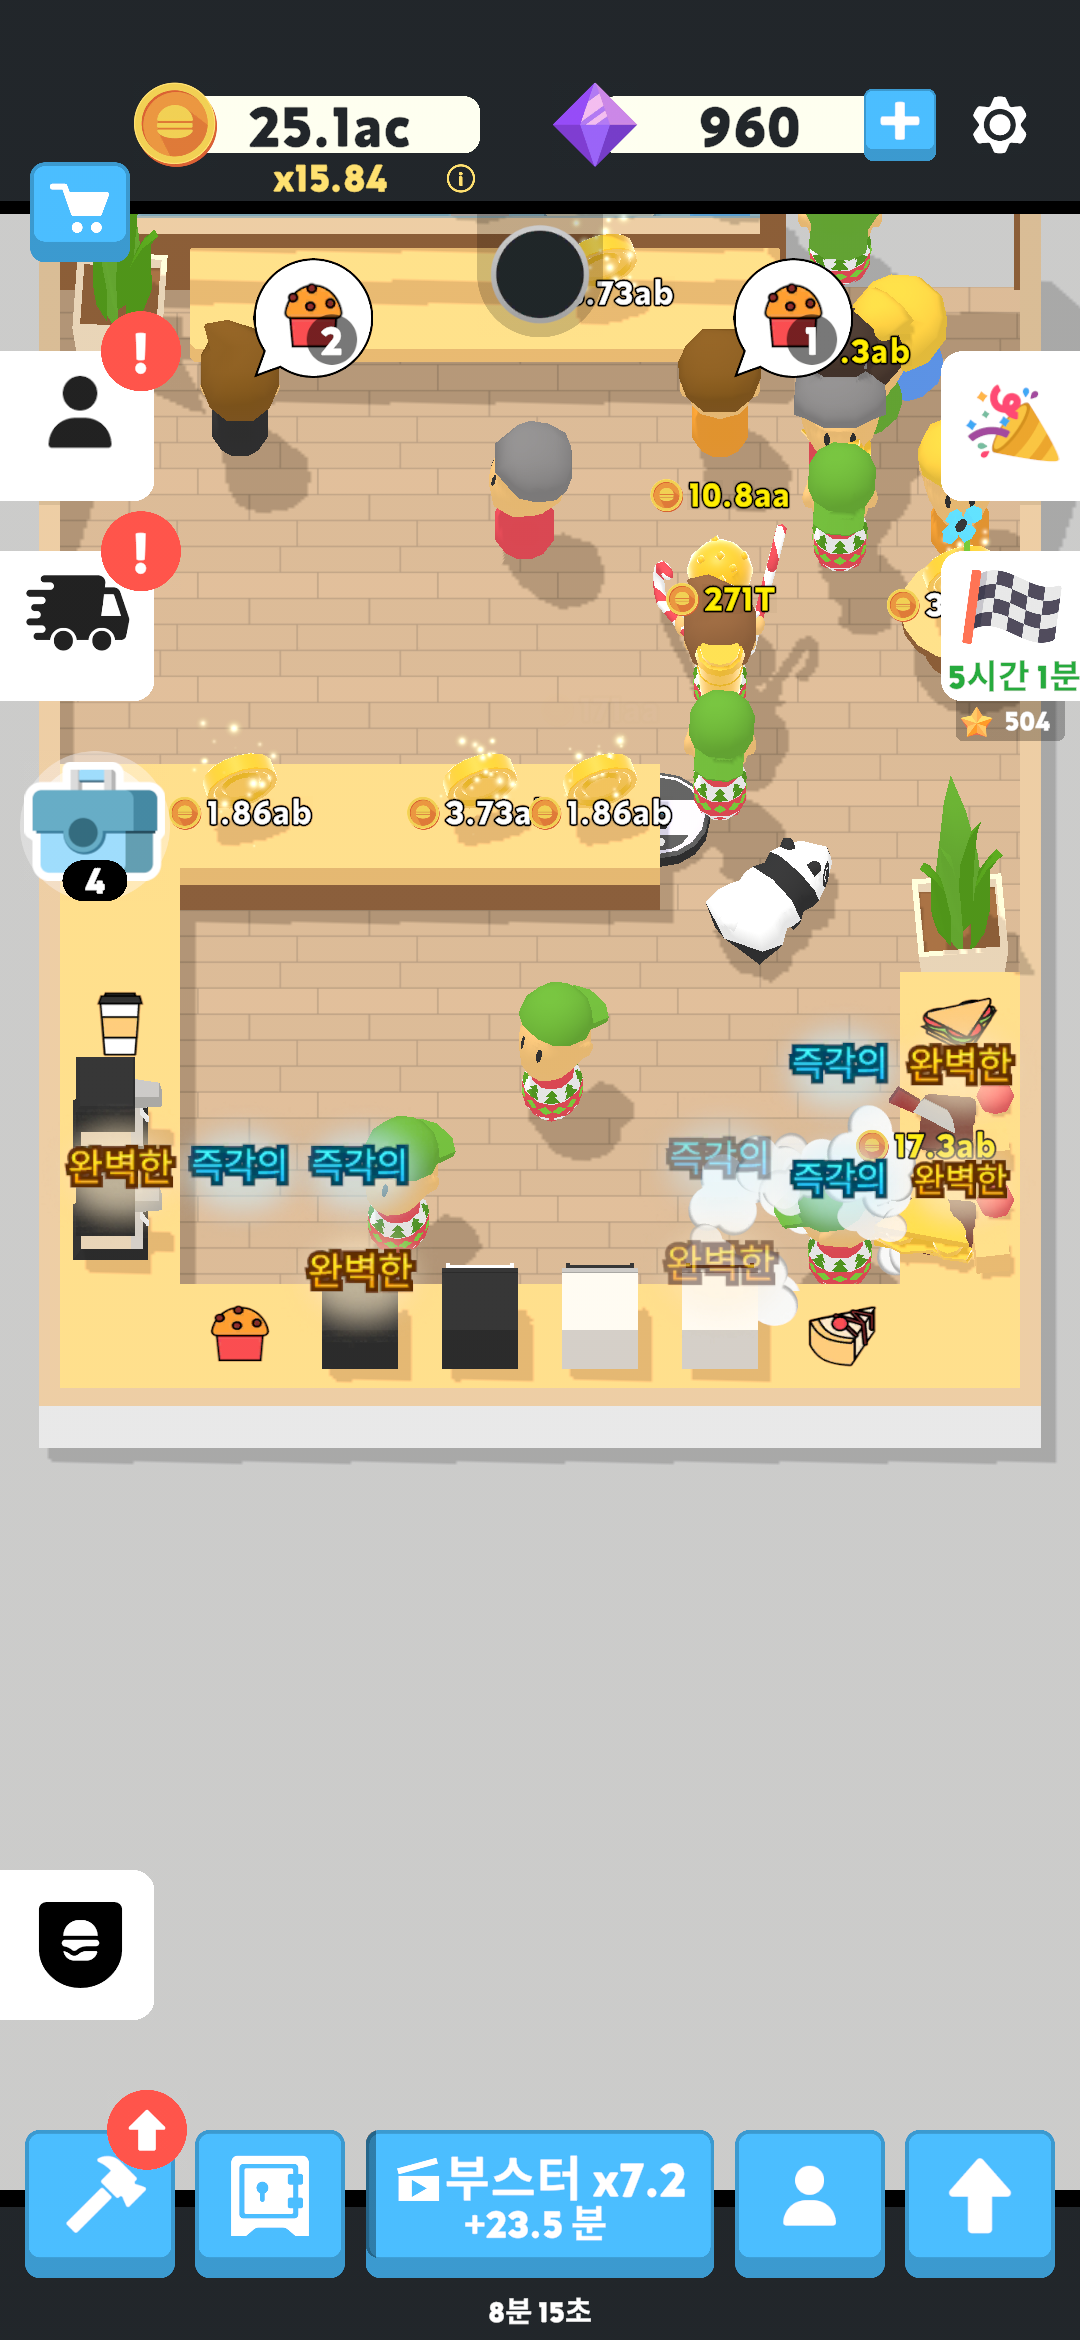 25.1ac
960
x15.84
.73ab
2
1
.3ab
10.8aa
271T
5시간 1분
504
1.86ab
3.73a
1.86ab
4
즉각의
완벽한
17.3ab
완벽한
즉각의
즉각의
즉각의
즉각의
완벽한
완벽한
완벽한
부스터 x7.2
+23.5 분
8분 15초